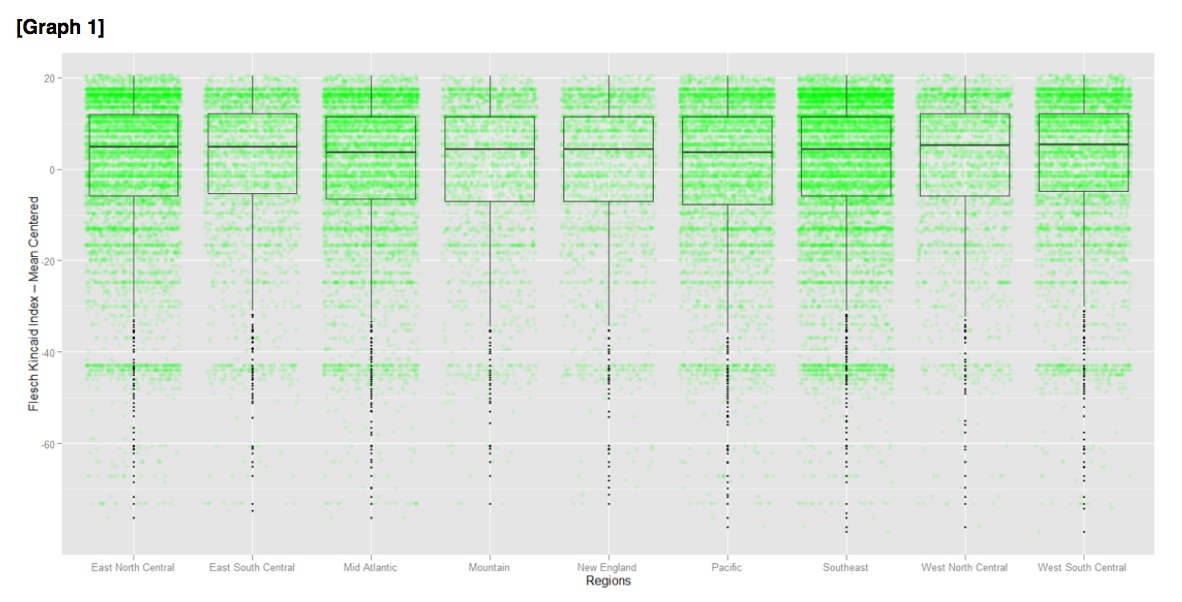 [Graph 1]
20
0
-20
-40
-60
Flesch Kincaid Index – Mean Centered
East North Central East South Central Mid Atlantic Mountain New England Pacific Southeast West North Central West South Central
Regions